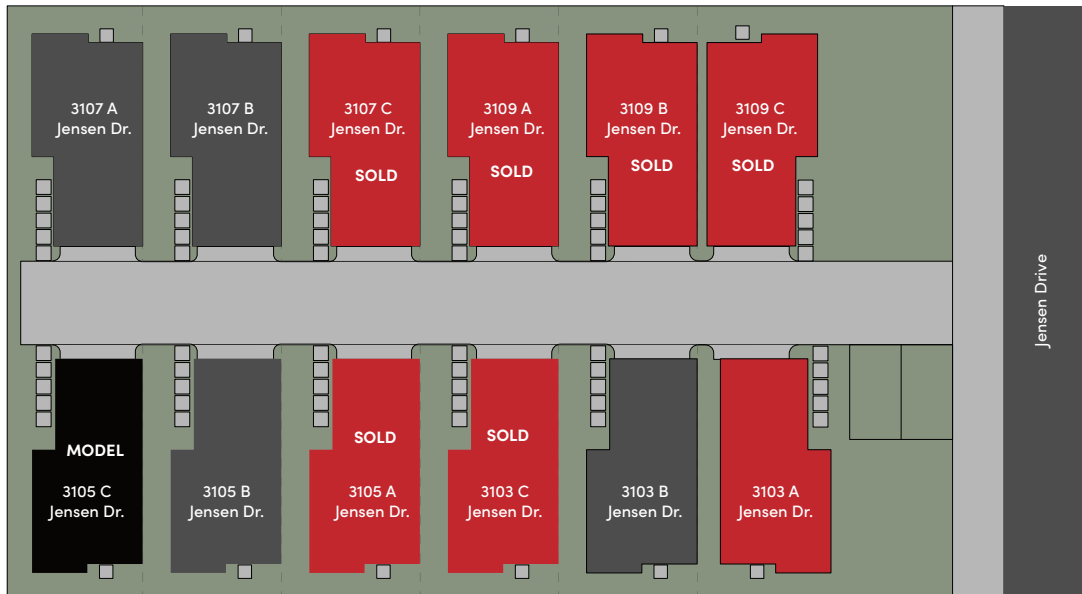 3107 A
Jensen Dr.
3107 B
Jensen Dr.
3107 C
Jensen Dr.
SOLD
3109 A
Jensen Dr.
SOLD
3109 B
Jensen Dr.
SOLD
3109 C
Jensen Dr.
SOLD
Jensen Drive
MODEL
3105 C
Jensen Dr.
3105 B
Jensen Dr.
SOLD
3105 A
Jensen Dr.
SOLD
3103 C
Jensen Dr.
3103 B
Jensen Dr.
3103 A
Jensen Dr.